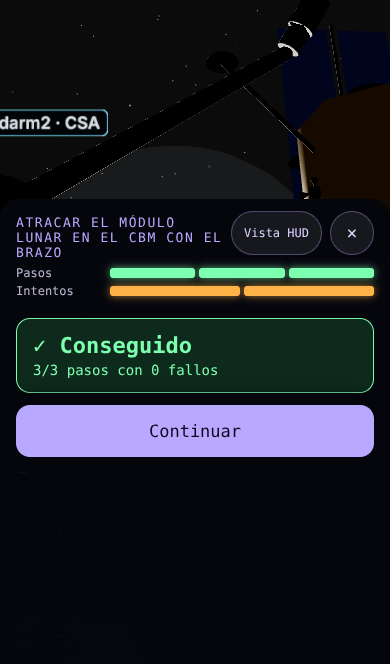 darm2 · CSA
ATRACAR EL MÓDULO
LUNAR EN EL CBM CON EL
BRAZO
Vista HUD
×
Pasos
Intentos
✓ Conseguido
3/3 pasos con 0 fallos
Continuar